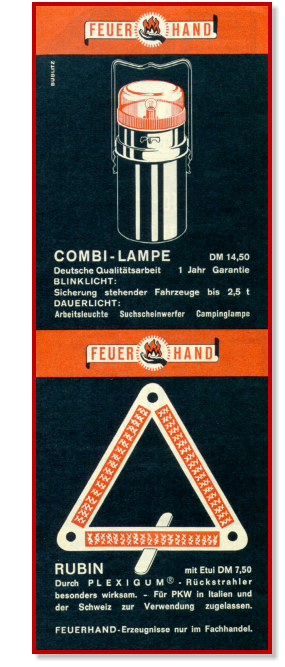 FEUER HAND
BUBLITZ
COMBI-LAMPE DM 14,50
Deutsche Qualitätsarbeit 1 Jahr Garantie
BLINKLICHT:
Sicherung stehender Fahrzeuge bis 2,5 t
DAUERLICHT:
Arbeitsleuchte Suchscheinwerfer Campinglampe
FEUER HAND
RUBIN mit Etui DM 7,50
Durch PLEXIGUM®-Rückstrahler
besonders wirksam. – Für PKW in Italien und
der Schweiz zur Verwendung zugelassen.
FEUERHAND-Erzeugnisse nur im Fachhandel.